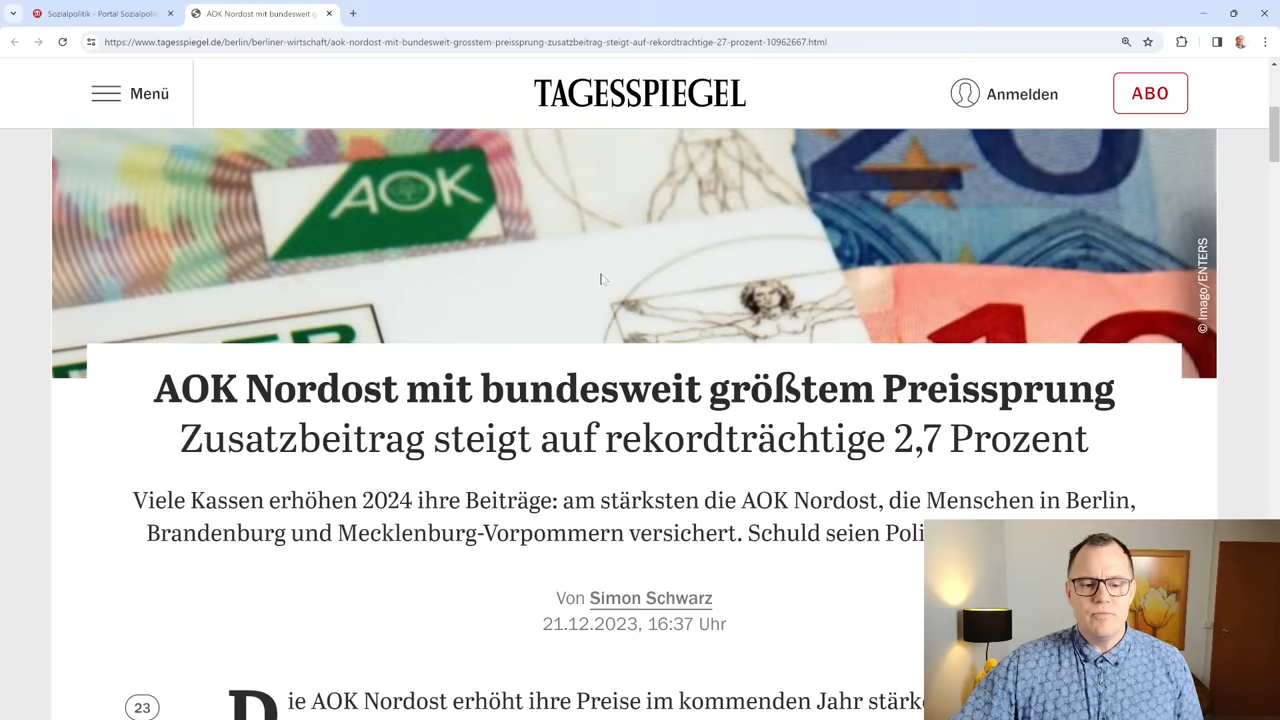 Sozialpolitik - Portal Sozialpoli
AOK Nordost mit bundesweit g
https://www.tagesspiegel.de/berlin/berliner-wirtschaft/aok-nordost-mit-bundesweit-grosstem-preissprung-zusatzbeitrag-steigt-auf-rekordtrachtige-27-prozent-10962667.html
Menü
TAGESSPIEGEL
Anmelden
ABO
AOK
20
10
© Imago/ENTERS
AOK Nordost mit bundesweit größtem Preissprung
Zusatzbeitrag steigt auf rekordträchtige 2,7 Prozent
Viele Kassen erhöhen 2024 ihre Beiträge: am stärksten die AOK Nordost, die Menschen in Berlin,
Brandenburg und Mecklenburg-Vorpommern versichert. Schuld seien Poli
Von Simon Schwarz
21.12.2023, 16:37 Uhr
23
Die AOK Nordost erhöht ihre Preise im kommenden Jahr stärk